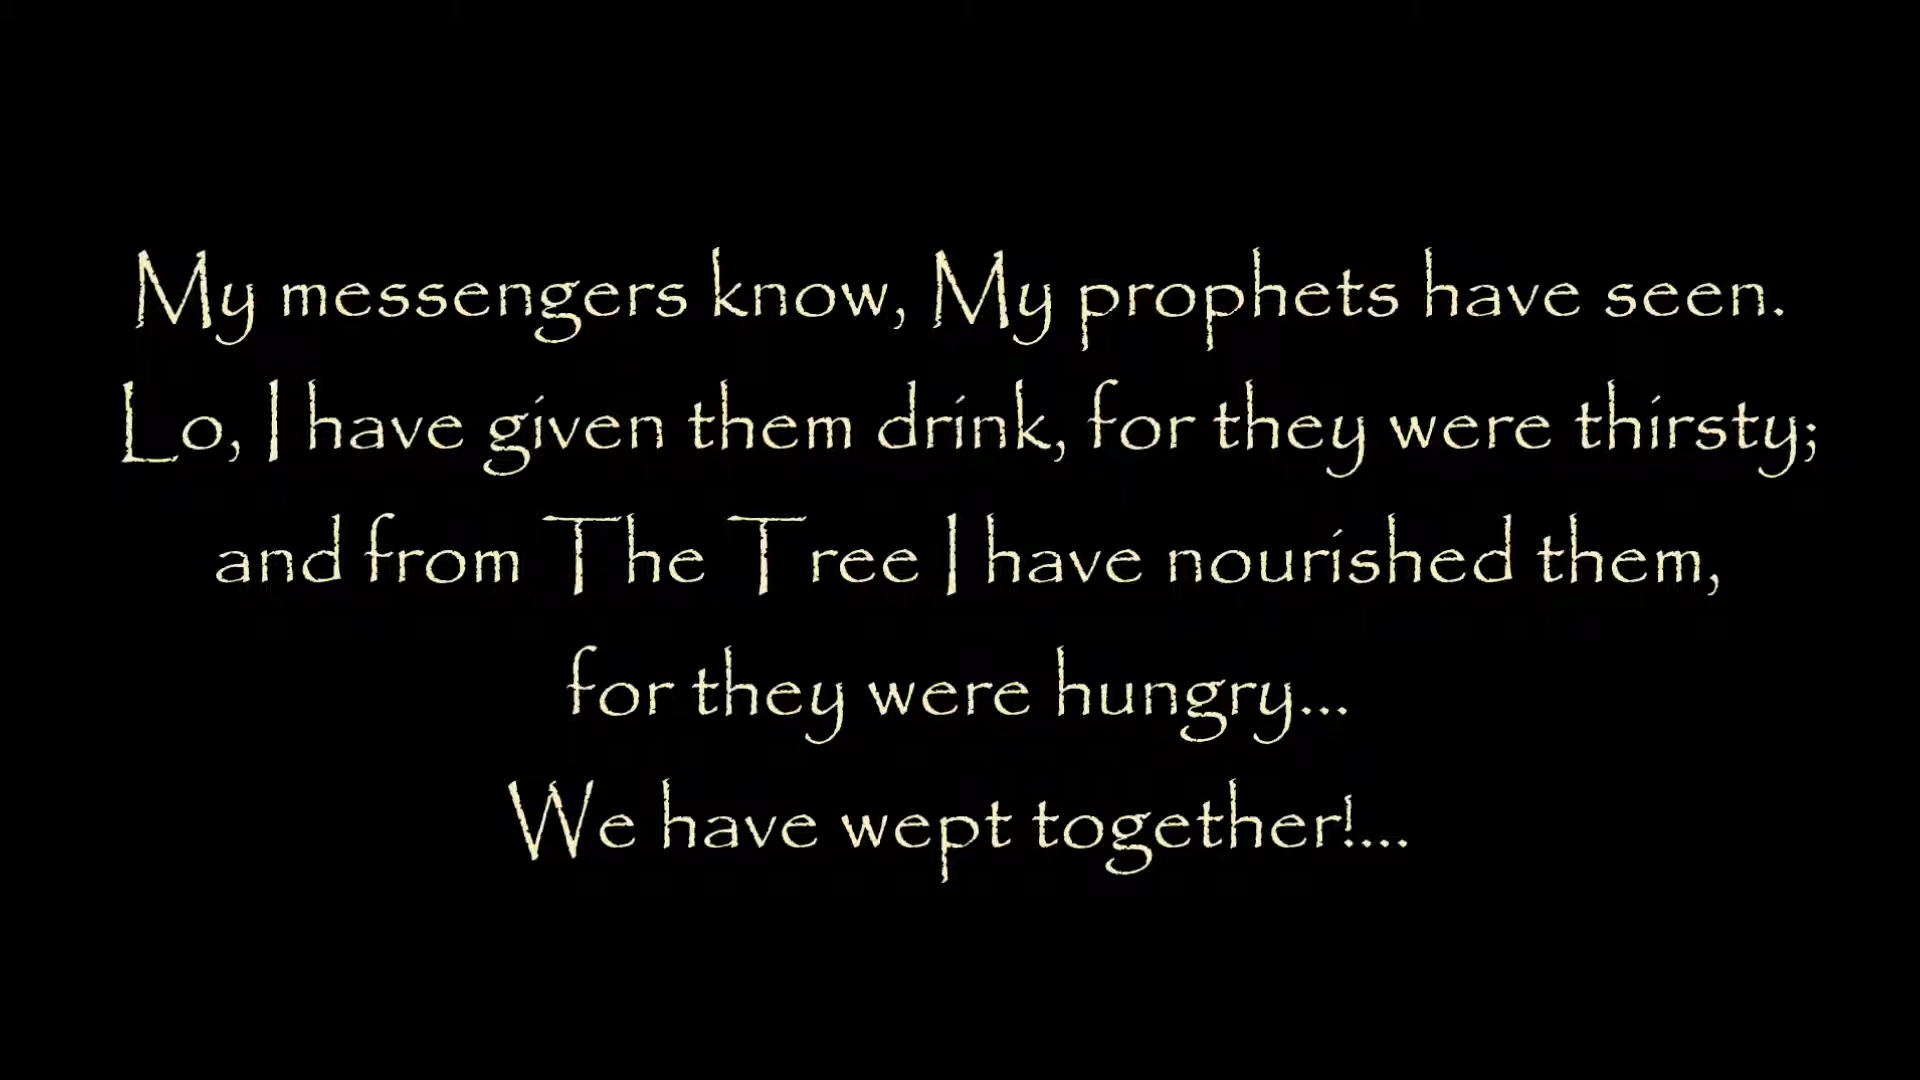 My messengers know, My prophets have seen.
Lo, I have given them drink, for they were thirsty;
and from The Tree I have nourished them,
for they were hungry...
We have wept together!...